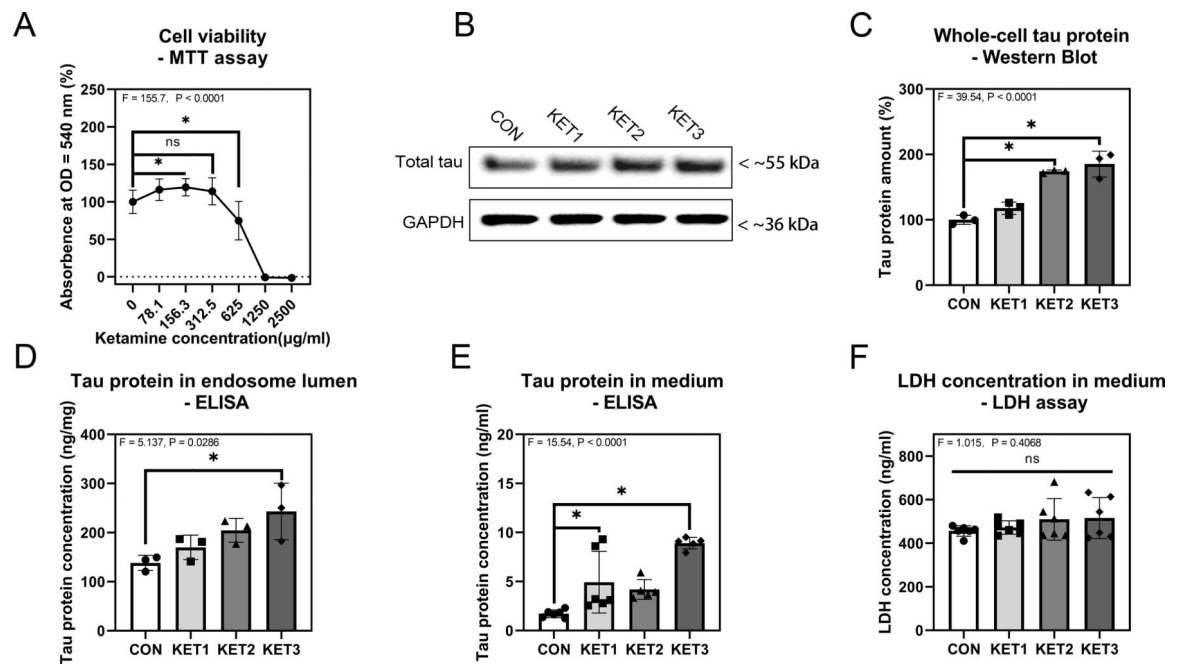 A
Cell viability
- MTT assay
Absorbence at OD = 540 nm (%)
250
200
150
100
50
0
F = 155.7, P < 0.0001
*
ns
*
0
78.1
156.3
312.5
625
1250
2500
Ketamine concentration(µg/ml)
B
CON
KET1
KET2
KET3
Total tau
< ~55 kDa
GAPDH
< ~36 kDa
C
Whole-cell tau protein
- Western Blot
Tau protein amount (%)
300
200
100
0
F = 39.54, P < 0.0001
*
*
CON KET1 KET2 KET3
D
Tau protein in endosome lumen
- ELISA
Tau protein concentration (ng/mg)
400
300
200
100
0
F = 5.137, P = 0.0286
*
CON KET1 KET2 KET3
E
Tau protein in medium
- ELISA
Tau protein concentration (ng/ml)
20
15
10
5
0
F = 15.54, P < 0.0001
*
*
CON KET1 KET2 KET3
F
LDH concentration in medium
- LDH assay
LDH concentration (ng/ml)
800
600
400
200
0
F = 1.015, P = 0.4068
ns
CON KET1 KET2 KET3